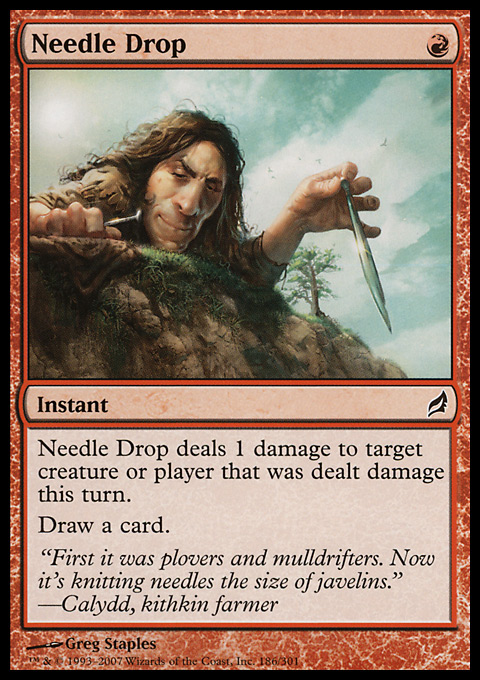 Needle Drop
Instant
Needle Drop deals 1 damage to target
creature or player that was dealt damage
this turn.
Draw a card.
“First it was plovers and mulldrifters. Now
it’s knitting needles the size of javelins.”
—Calydd, kithkin farmer
Greg Staples
™ & © 1993–2007 Wizards of the Coast, Inc. 186/301